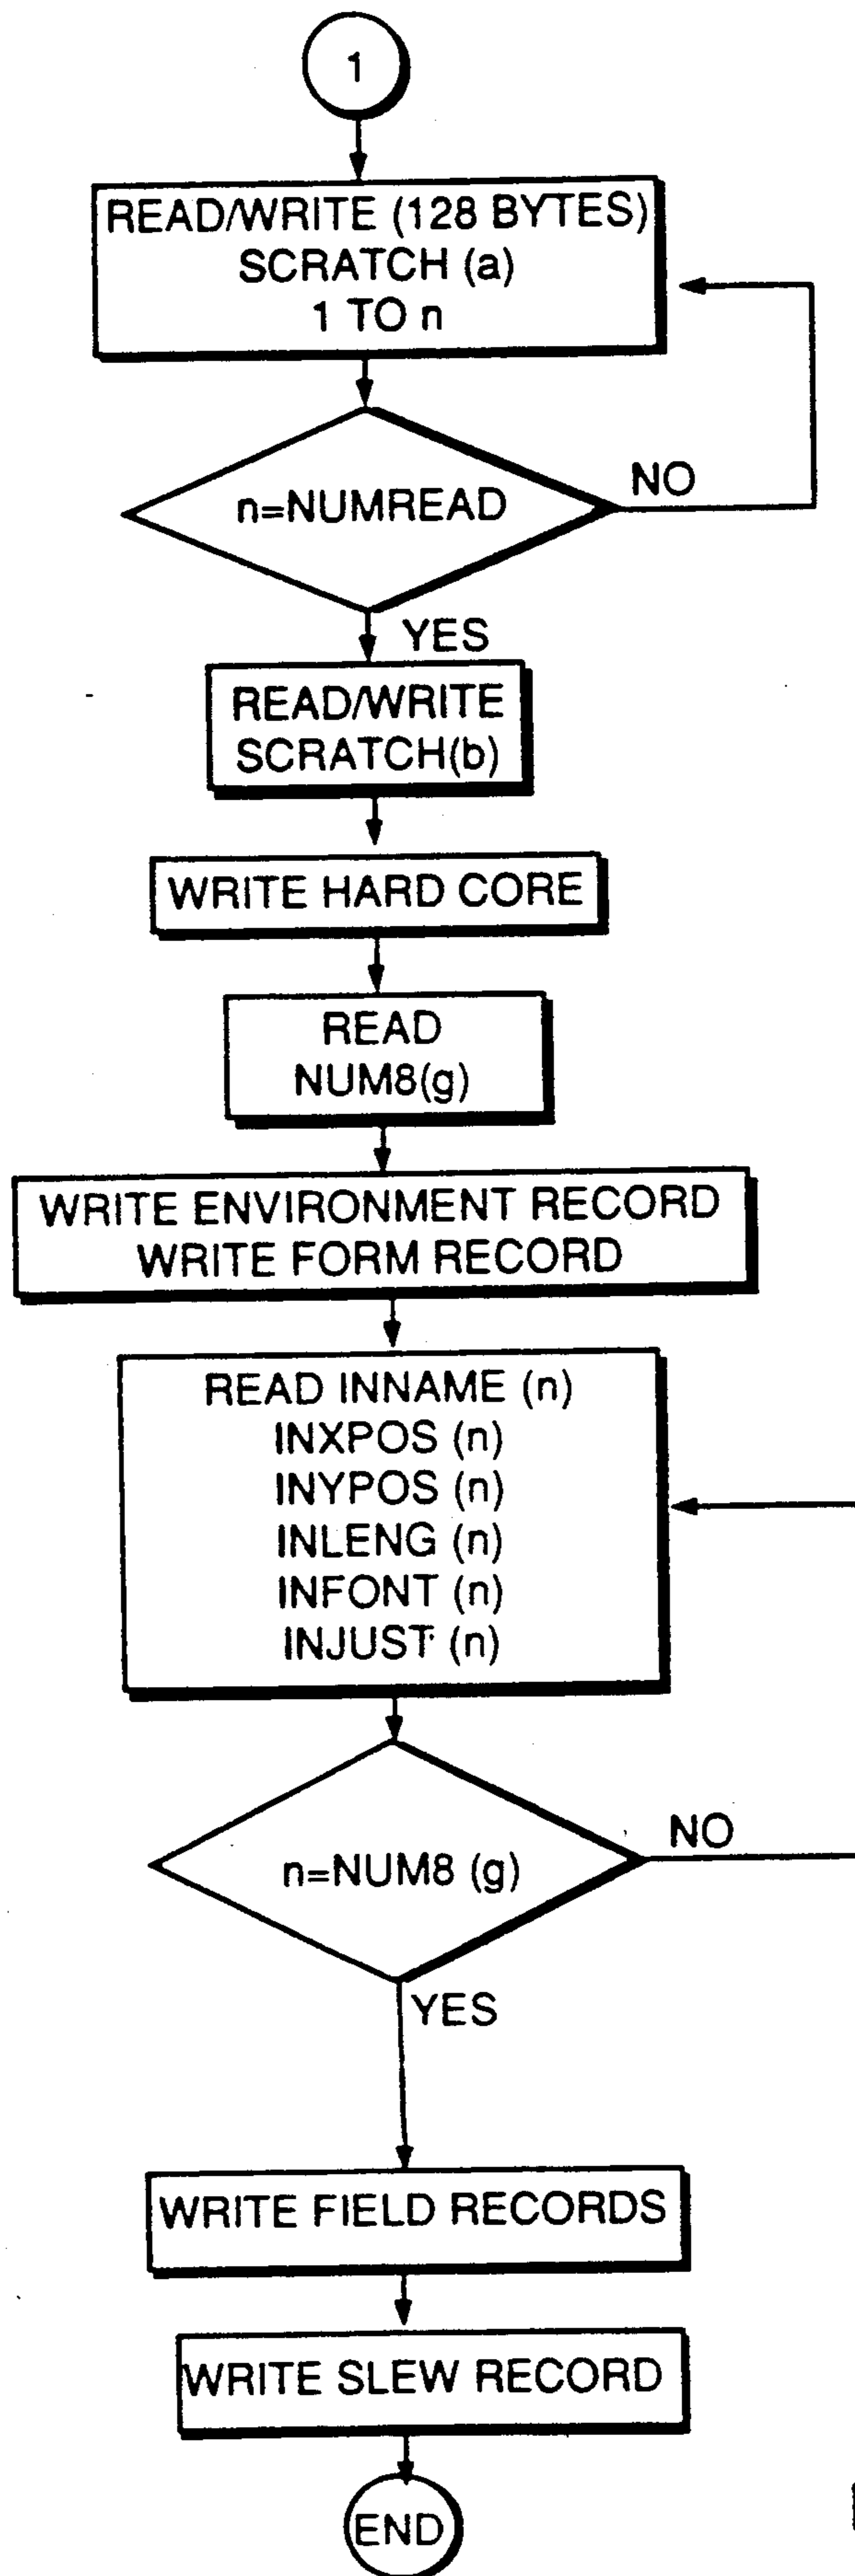 1
READ/WRITE (128 BYTES)
SCRATCH (a)
1 TO n
n=NUMREAD
NO
YES
READ/WRITE
SCRATCH(b)
WRITE HARD CORE
READ
NUM8(g)
WRITE ENVIRONMENT RECORD
WRITE FORM RECORD
READ INNAME (n)
INXPOS (n)
INYPOS (n)
INLENG (n)
INFONT (n)
INJUST (n)
n=NUM8 (g)
NO
YES
WRITE FIELD RECORDS
WRITE SLEW RECORD
END